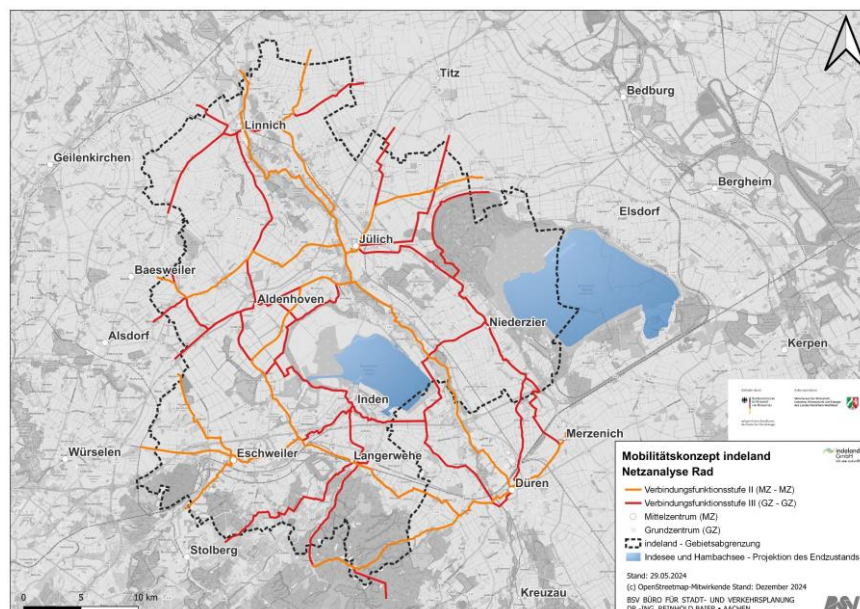 Titz
Bedburg
Linnich
Geilenkirchen
Bergheim
Elsdorf
Jülich
Baesweiler
Aldenhoven
Niederzier
Alsdorf
Kerpen
Inden
Merzenich
Würselen
Eschweiler
Langerwehe
Düren
Stolberg
Kreuzau
0 5 10 km
indeland
GmbH
Mobilitätskonzept indeland
Netzanalyse Rad
Verbindungsfunktionsstufe II (MZ - MZ)
Verbindungsfunktionsstufe III (GZ - GZ)
Mittelzentrum (MZ)
Grundzentrum (GZ)
indeland - Gebietsabgrenzung
Indesee und Hambachsee - Projektion des Endzustands
Stand: 29.05.2024
(c) OpenStreetmap-Mitwirkende Stand: Dezember 2024
BSV BÜRO FÜR STADT- UND VERKEHRSPLANUNG
DR.-ING. REINHOLD BAIER • AACHEN
BSV